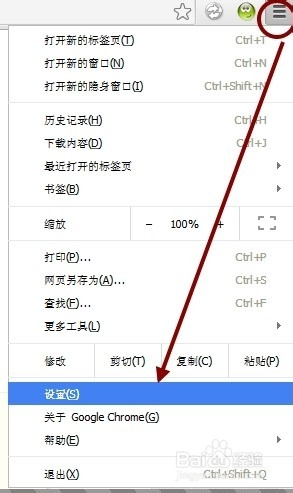 打开新的标签页(T) Ctrl+T
打开新的窗口(N) Ctrl+N
打开新的隐身窗口(I) Ctrl+Shift+N
历史记录(H) Ctrl+H
下载内容(D) Ctrl+J
最近打开的标签页
书签(B)
缩放 − 100% +
打印(P)... Ctrl+P
网页另存为(A)... Ctrl+S
查找(F)... Ctrl+F
更多工具(L)
修改 剪切(T) 复制(C) 粘贴(P)
设置(S)
关于 Google Chrome(G)
帮助(E)
退出(X) Ctrl+Shift+Q
Baidu 经验